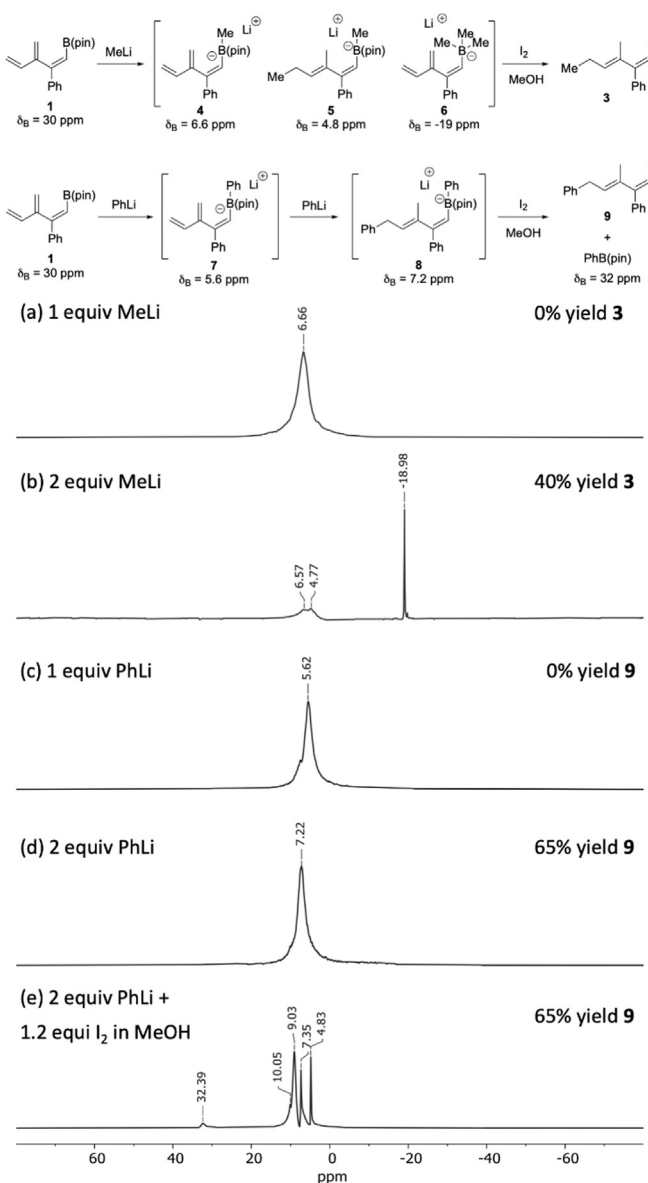 Me Li⊕ Li⊕ Me Li⊕
B(pin) MeLi B(pin) Me Me B Me I₂
B(pin) MeOH
Me Me
Ph Ph Ph Ph Ph
1 4 5 6 3
δB = 30 ppm δB = 6.6 ppm δB = 4.8 ppm δB = -19 ppm
Ph Li⊕ Li⊕ Ph
B(pin) PhLi B(pin) PhLi B(pin) I₂ Ph
MeOH Ph
Ph Ph Ph Ph 9
+
1 7 8 PhB(pin)
δB = 30 ppm δB = 5.6 ppm δB = 7.2 ppm δB = 32 ppm
(a) 1 equiv MeLi 0% yield 3
6.66
(b) 2 equiv MeLi 40% yield 3
6.57 4.77 -18.98
(c) 1 equiv PhLi 0% yield 9
5.62
(d) 2 equiv PhLi 65% yield 9
7.22
(e) 2 equiv PhLi + 65% yield 9
1.2 equi I₂ in MeOH
32.39 10.05 9.03 7.35 4.83
60 40 20 0 -20 -40 -60
ppm